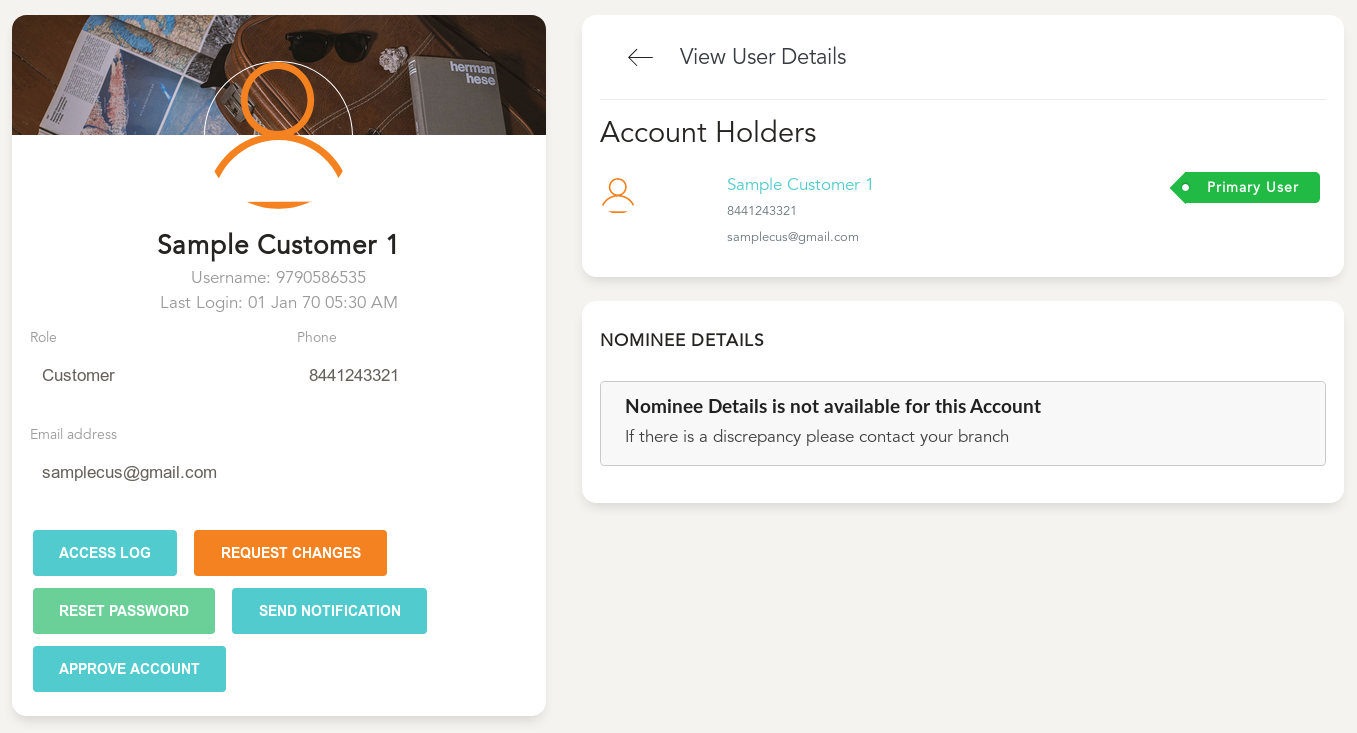 herman
hese
Sample Customer 1
Username: 9790586535
Last Login: 01 Jan 70 05:30 AM
Role
Phone
Customer
8441243321
Email address
samplecus@gmail.com
ACCESS LOG
REQUEST CHANGES
RESET PASSWORD
SEND NOTIFICATION
APPROVE ACCOUNT
View User Details
Account Holders
Sample Customer 1
Primary User
8441243321
samplecus@gmail.com
NOMINEE DETAILS
Nominee Details is not available for this Account
If there is a discrepancy please contact your branch